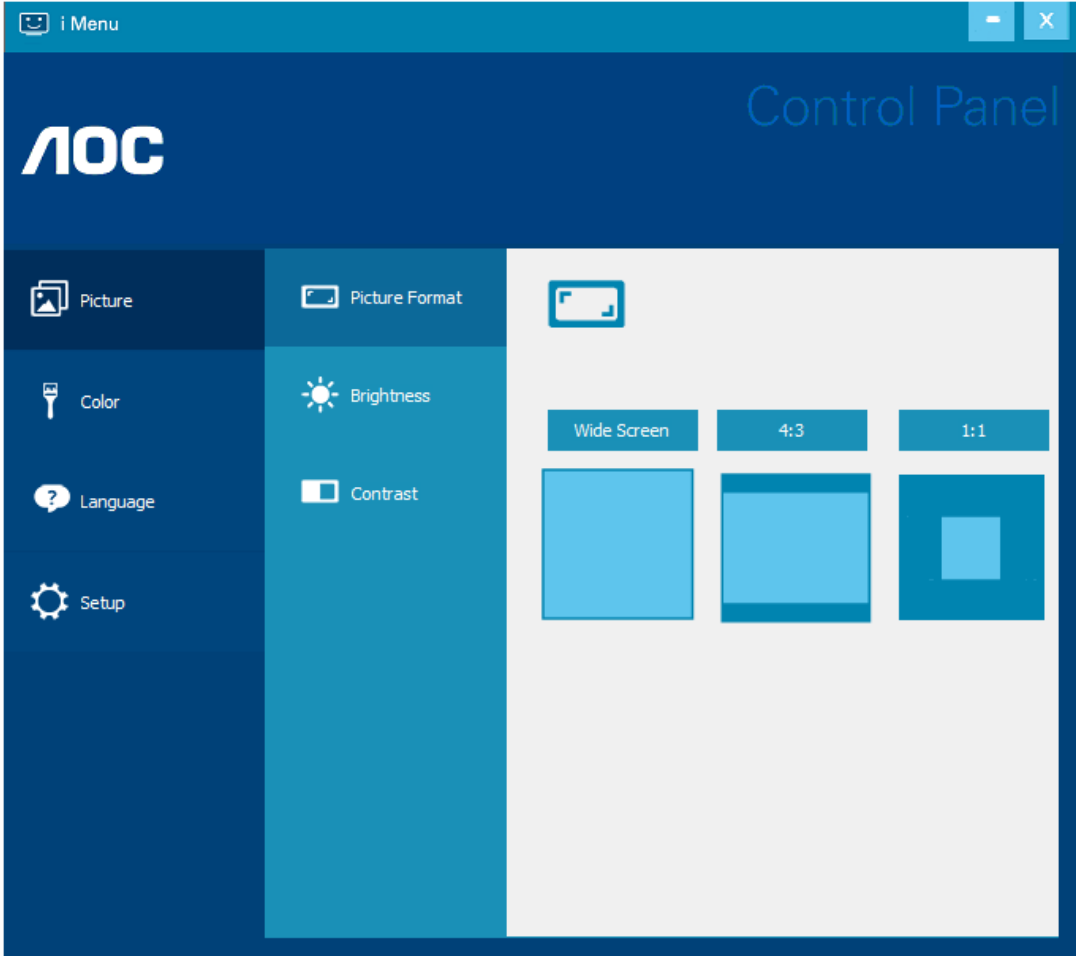 i Menu
- X
Control Panel
AOC
Picture
Color
Language
Setup
Picture Format
Brightness
Contrast
Wide Screen
4:3
1:1